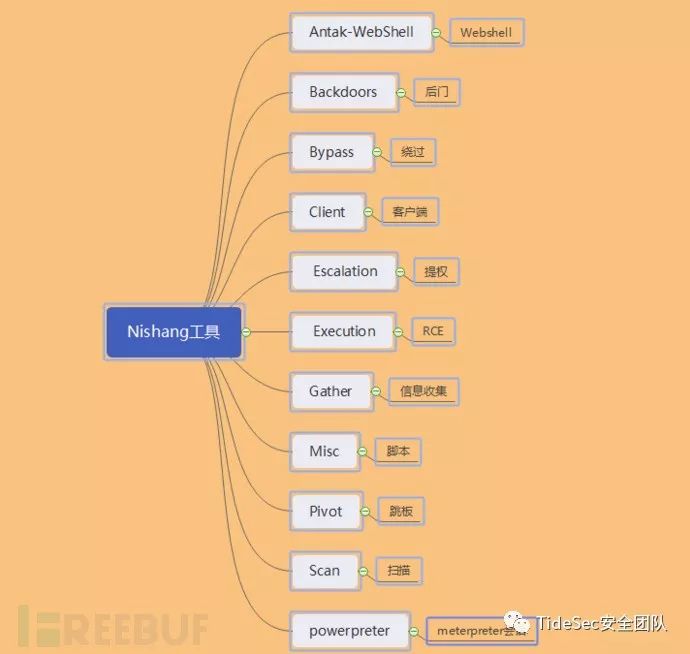 Antak-WebShell
Webshell
Backdoors
后门
Bypass
绕过
Client
客户端
Escalation
提权
Nishang工具
Execution
RCE
Gather
信息收集
Misc
脚本
Pivot
跳板
Scan
扫描
powerpreter
meterpreter会话
TideSec安全团队
REEBUF